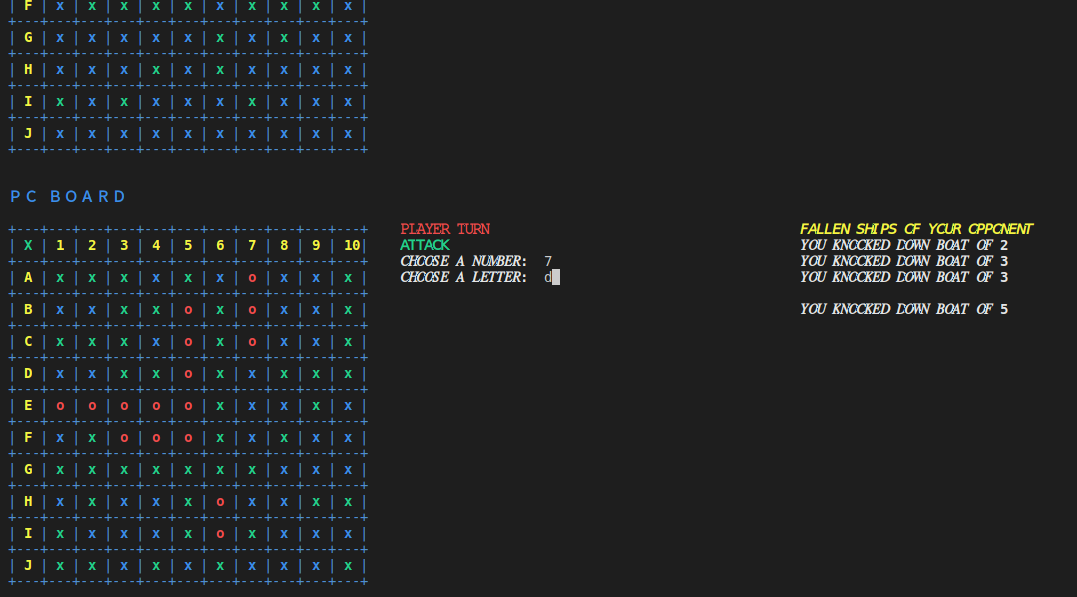 | F | x | x | x | x | x | x | x | x | x | x |
+---+---+---+---+---+---+---+---+---+---+---+
| G | x | x | x | x | x | x | x | x | x | x |
+---+---+---+---+---+---+---+---+---+---+---+
| H | x | x | x | x | x | x | x | x | x | x |
+---+---+---+---+---+---+---+---+---+---+---+
| I | x | x | x | x | x | x | x | x | x | x |
+---+---+---+---+---+---+---+---+---+---+---+
| J | x | x | x | x | x | x | x | x | x | x |
+---+---+---+---+---+---+---+---+---+---+---+
PC BOARD
+---+---+---+---+---+---+---+---+---+---+---+
| X | 1 | 2 | 3 | 4 | 5 | 6 | 7 | 8 | 9 | 10|
+---+---+---+---+---+---+---+---+---+---+---+
| A | x | x | x | x | x | x | o | x | x | x |
+---+---+---+---+---+---+---+---+---+---+---+
| B | x | x | x | x | o | x | o | x | x | x |
+---+---+---+---+---+---+---+---+---+---+---+
| C | x | x | x | x | o | x | o | x | x | x |
+---+---+---+---+---+---+---+---+---+---+---+
| D | x | x | x | x | o | x | x | x | x | x |
+---+---+---+---+---+---+---+---+---+---+---+
| E | o | o | o | o | o | x | x | x | x | x |
+---+---+---+---+---+---+---+---+---+---+---+
| F | x | x | o | o | o | x | x | x | x | x |
+---+---+---+---+---+---+---+---+---+---+---+
| G | x | x | x | x | x | x | x | x | x | x |
+---+---+---+---+---+---+---+---+---+---+---+
| H | x | x | x | x | x | o | x | x | x | x |
+---+---+---+---+---+---+---+---+---+---+---+
| I | x | x | x | x | x | o | x | x | x | x |
+---+---+---+---+---+---+---+---+---+---+---+
| J | x | x | x | x | x | x | x | x | x | x |
+---+---+---+---+---+---+---+---+---+---+---+
PLAYER TURN
ATTACK
CHOOSE A NUMBER: 7
CHOOSE A LETTER: d
FALLEN SHIPS OF YOUR OPPONENT
YOU KNOCKED DOWN BOAT OF 2
YOU KNOCKED DOWN BOAT OF 3
YOU KNOCKED DOWN BOAT OF 3
YOU KNOCKED DOWN BOAT OF 5